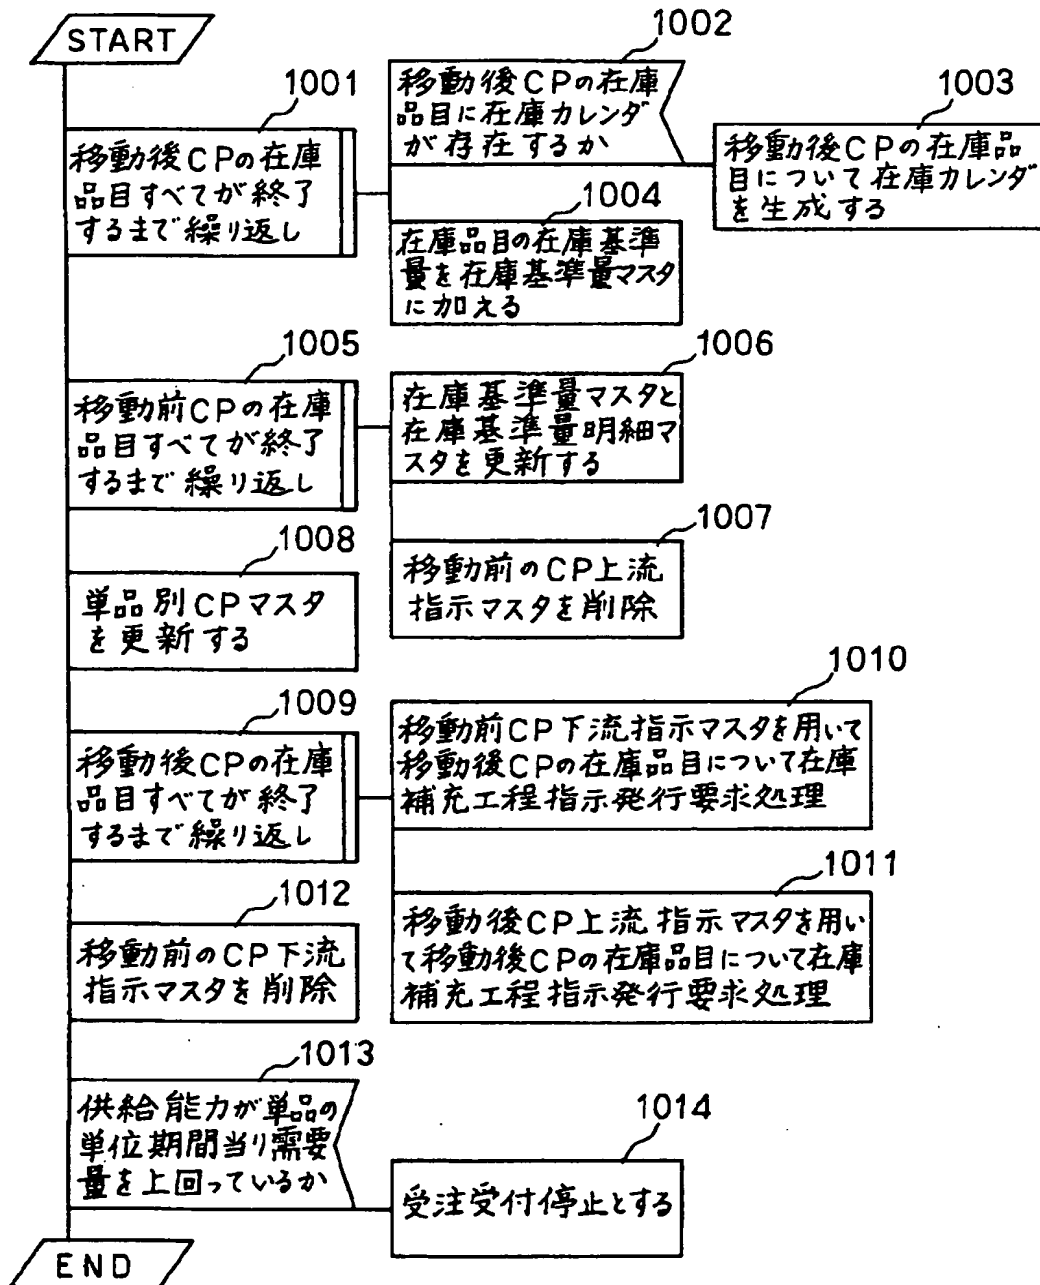 START
1001
移動後CPの在庫
品目すべてが終了
するまで繰り返し
1002
移動後CPの在庫
品目に在庫カレンダ
が存在するか
1003
移動後CPの在庫品
目について在庫カレンダ
を生成する
1004
在庫品目の在庫基準
量を在庫基準量マスタ
に加える
1005
移動前CPの在庫
品目すべてが終了
するまで繰り返し
1006
在庫基準量マスタと
在庫基準量明細マ
スタを更新する
1007
移動前のCP上流
指示マスタを削除
1008
単品別CPマスタ
を更新する
1009
移動後CPの在庫
品目すべてが終了
するまで繰り返し
1010
移動前CP下流指示マスタを用いて
移動後CPの在庫品目について在庫
補充工程指示発行要求処理
1011
移動後CP上流指示マスタを用い
て移動後CPの在庫品目について在庫
補充工程指示発行要求処理
1012
移動前のCP下流
指示マスタを削除
1013
供給能力が単品の
単位期間当り需要
量を上回っているか
1014
受注受付停止とする
END